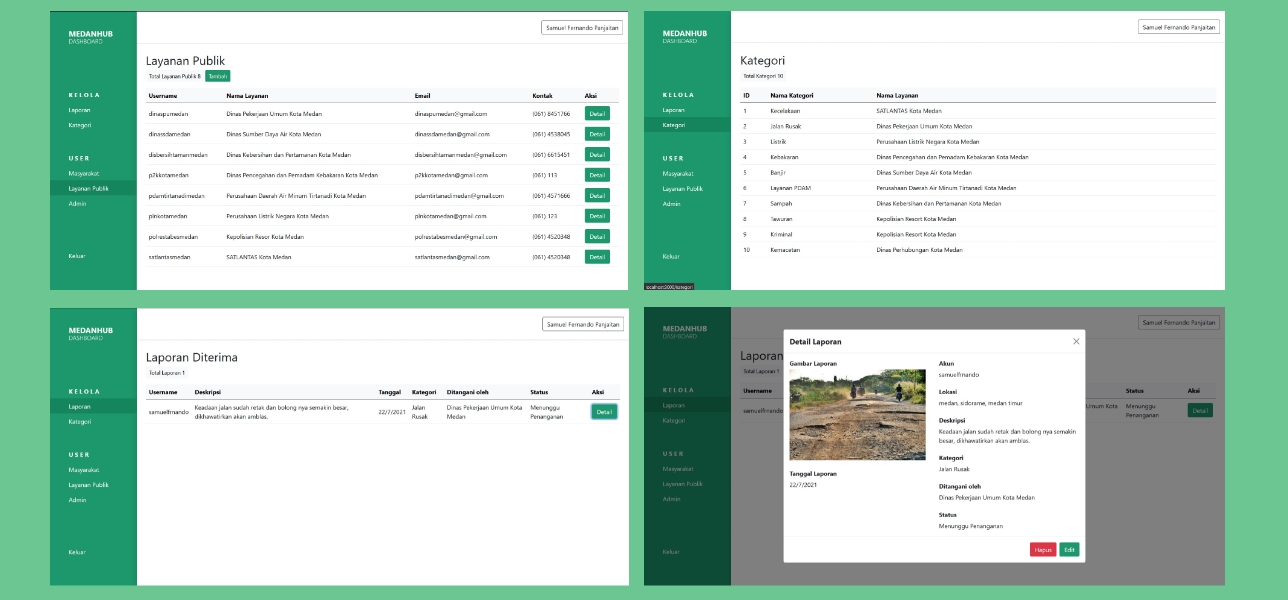 MEDANHUB
DASHBOARD
Samuel Fernando Panjaitan
KELOLA
Laporan
Kategori
USER
Masyarakat
Layanan Publik
Admin
Keluar
Layanan Publik
Total Layanan Publik 8 Tambah
Username Nama Layanan Email Kontak Aksi
dinaspumedan Dinas Pekerjaan Umum Kota Medan dinaspumedan@gmail.com (061) 8451766 Detail
dinassdamedan Dinas Sumber Daya Air Kota Medan dinassdamedan@gmail.com (061) 4538045 Detail
disbersihtamanmedan Dinas Kebersihan dan Pertamanan Kota Medan disbersihtamanmedan@gmail.com (061) 6615451 Detail
p2kkotamedan Dinas Pencegahan dan Pemadam Kebakaran Kota Medan p2kkotamedan@gmail.com (061) 113 Detail
pdamtirtanadimedan Perusahaan Daerah Air Minum Tirtanadi Kota Medan pdamtirtanadimedan@gmail.com (061) 4571666 Detail
plnkotamedan Perusahaan Listrik Negara Kota Medan plnkotamedan@gmail.com (061) 123 Detail
polrestabesmedan Kepolisian Resor Kota Medan polrestabesmedan@gmail.com (061) 4520348 Detail
satlantasmedan SATLANTAS Kota Medan satlantasmedan@gmail.com (061) 4520348 Detail
MEDANHUB
DASHBOARD
Samuel Fernando Panjaitan
KELOLA
Laporan
Kategori
USER
Masyarakat
Layanan Publik
Admin
Keluar
localhost:3000/kategori
Kategori
Total Kategori 10
ID Nama Kategori Nama Layanan
1 Kecelakaan SATLANTAS Kota Medan
2 Jalan Rusak Dinas Pekerjaan Umum Kota Medan
3 Listrik Perusahaan Listrik Negara Kota Medan
4 Kebakaran Dinas Pencegahan dan Pemadam Kebakaran Kota Medan
5 Banjir Dinas Sumber Daya Air Kota Medan
6 Layanan PDAM Perusahaan Daerah Air Minum Tirtanadi Kota Medan
7 Sampah Dinas Kebersihan dan Pertamanan Kota Medan
8 Tawuran Kepolisian Resort Kota Medan
9 Kriminal Kepolisian Resort Kota Medan
10 Kemacetan Dinas Perhubungan Kota Medan
MEDANHUB
DASHBOARD
Samuel Fernando Panjaitan
KELOLA
Laporan
Kategori
USER
Masyarakat
Layanan Publik
Admin
Keluar
Laporan Diterima
Total Laporan 1
Username Deskripsi Tanggal Kategori Ditangani oleh Status Aksi
samuelfinando Keadaan jalan sudah retak dan bolong nya semakin besar, 22/7/2021 Jalan Dinas Pekerjaan Umum Kota Menunggu Detail
dikhawatirkan akan amblas. Rusak Medan Penanganan
MEDANHUB
DASHBOARD
Samuel Fernando Panjaitan
KELOLA
Laporan
Kategori
USER
Masyarakat
Layanan Publik
Admin
Keluar
Laporan
Total Laporan 1
Username Status Aksi
samuelfinando Umum Kota Menunggu Detail
Penanganan
Detail Laporan
Gambar Laporan
Tanggal Laporan
22/7/2021
Akun
samuelfinando
Lokasi
medan, sidorame, medan timur
Deskripsi
Keadaan jalan sudah retak dan bolong nya semakin
besar, dikhawatirkan akan amblas.
Kategori
Jalan Rusak
Ditangani oleh
Dinas Pekerjaan Umum Kota Medan
Status
Menunggu Penanganan
Hapus Edit